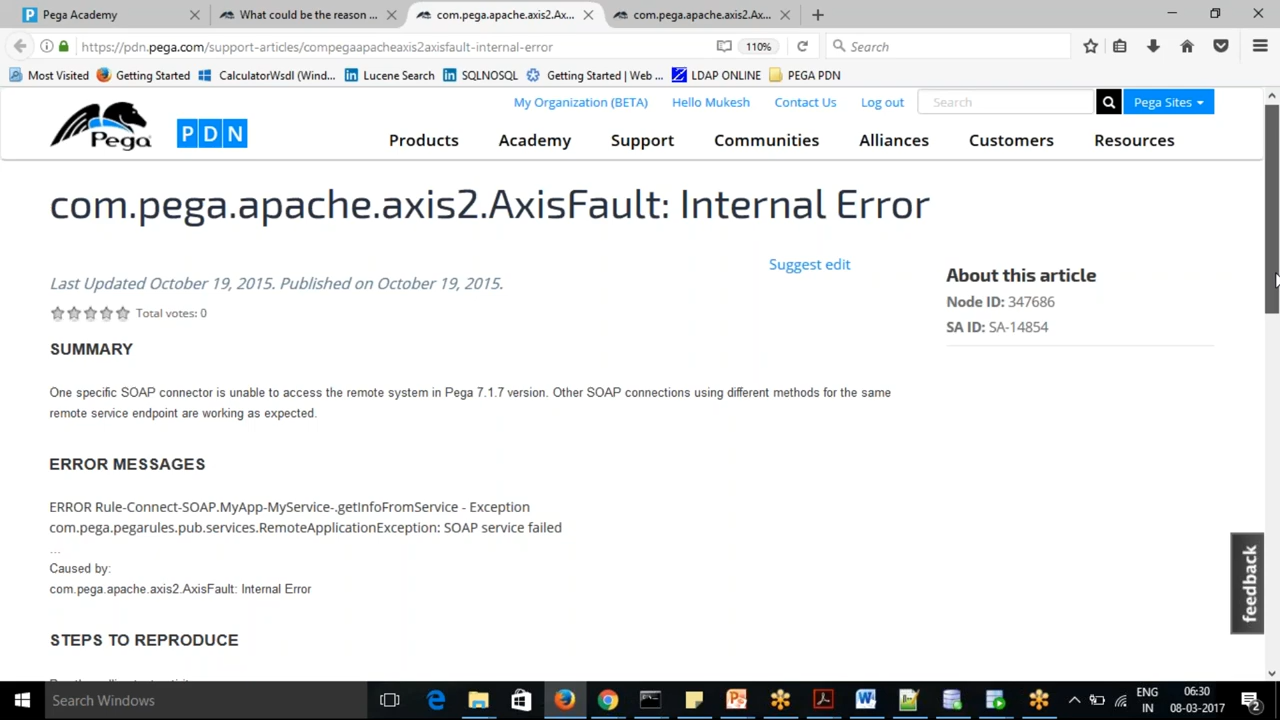 Pega Academy
What could be the reason ...
com.pega.apache.axis2.Ax...
com.pega.apache.axis2.Ax...
https://pdn.pega.com/support-articles/compegaapacheaxis2axisfault-internal-error
110%
Search
Most Visited
Getting Started
CalculatorWsdl (Wind...
Lucene Search
SQLNOSQL
Getting Started | Web ...
LDAP ONLINE
PEGA PDN
My Organization (BETA)
Hello Mukesh
Contact Us
Log out
Search
Pega Sites
Pega
PDN
Products
Academy
Support
Communities
Alliances
Customers
Resources
com.pega.apache.axis2.AxisFault: Internal Error
Suggest edit
Last Updated October 19, 2015. Published on October 19, 2015.
Total votes: 0
About this article
Node ID: 347686
SA ID: SA-14854
SUMMARY
One specific SOAP connector is unable to access the remote system in Pega 7.1.7 version. Other SOAP connections using different methods for the same
remote service endpoint are working as expected.
ERROR MESSAGES
ERROR Rule-Connect-SOAP.MyApp-MyService-.getInfoFromService - Exception
com.pega.pegarules.pub.services.RemoteApplicationException: SOAP service failed
...
Caused by:
com.pega.apache.axis2.AxisFault: Internal Error
STEPS TO REPRODUCE
feedback
Search Windows
ENG
IN
06:30
08-03-2017
2